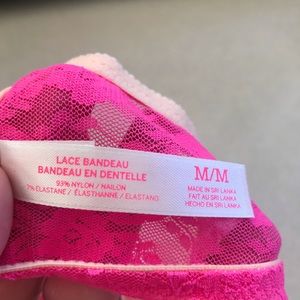 LACE BANDEAU
BANDEAU EN DENTELLE
93% NYLON / NAILON
7% ELASTANE / ÉLASTHANNE / ELASTANO
M/M
MADE IN SRI LANKA
FAIT AU SRI LANKA
HECHO EN SRI LANKA